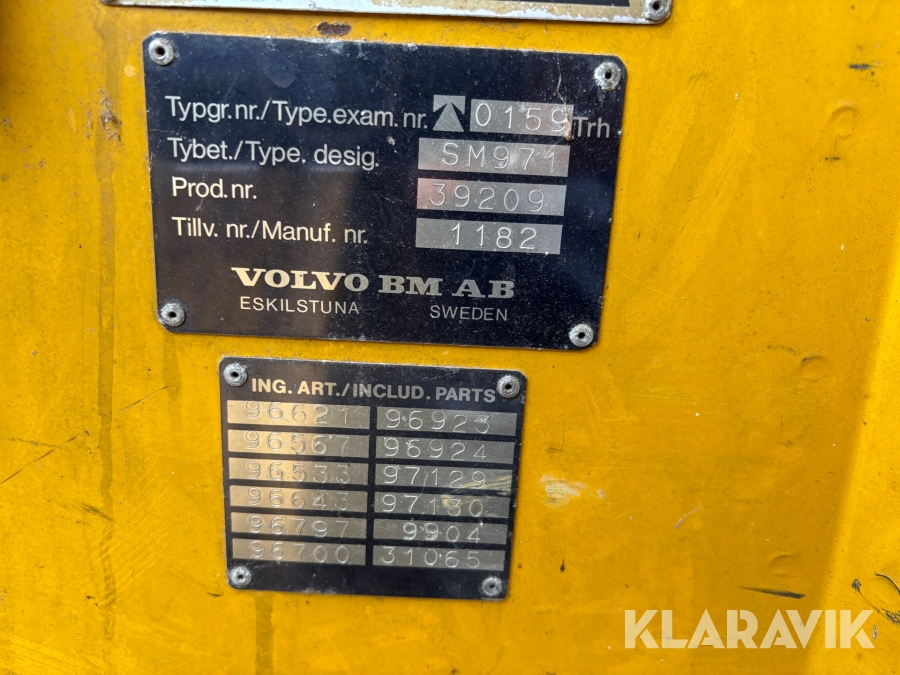 Typgr.nr./Type.exam.nr. 0159 Trh
Tybet./Type. desig. SM971
Prod.nr. 39209
Tillv. nr./Manuf. nr. 1182
VOLVO BM AB
ESKILSTUNA SWEDEN
ING. ART./INCLUD. PARTS
96621 96923
96567 96924
96533 97129
96643 97130
96797 9904
95700 31065
KLARAVIK